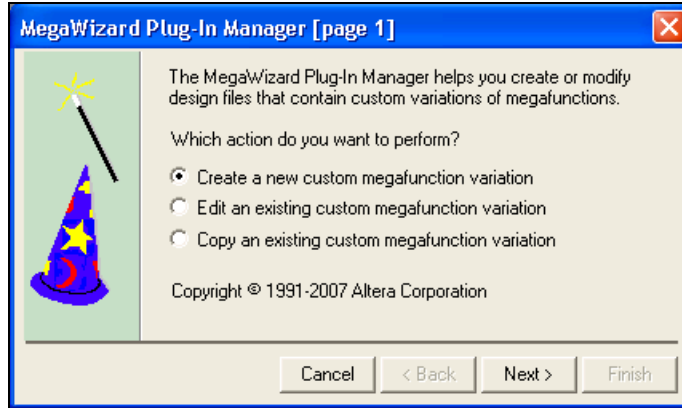 MegaWizard Plug-In Manager [page 1]
The MegaWizard Plug-In Manager helps you create or modify
design files that contain custom variations of megafunctions.
Which action do you want to perform?
Create a new custom megafunction variation
Edit an existing custom megafunction variation
Copy an existing custom megafunction variation
Copyright © 1991-2007 Altera Corporation
Cancel < Back Next > Finish